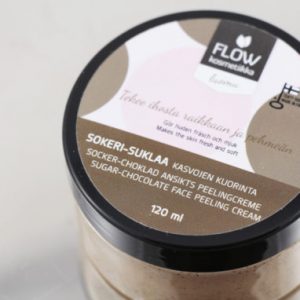 FLOW
kosmetiikka
Tekee ihosta raikkaan ja pehmeän
Gör huden fräsch och mjuk
Makes the skin fresh and soft
SOKERI-SUKLAA KASVOJEN KUORINTA
SOCKER-CHOKLAD ANSIKTS PEELINGCREME
SUGAR-CHOCOLATE FACE PEELING CREAM
120 ml